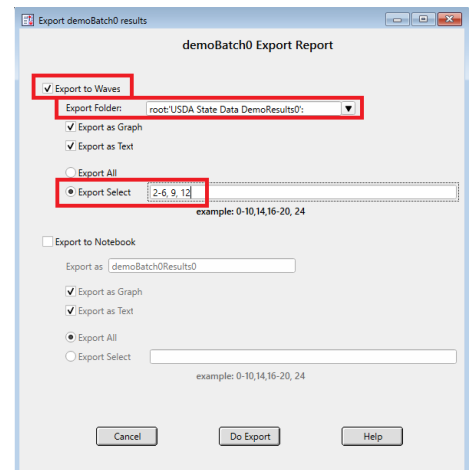 Export demoBatch0 results
demoBatch0 Export Report
Export to Waves
Export Folder: root:'USDA State Data DemoResults0':
Export as Graph
Export as Text
Export All
Export Select 2-6, 9, 12
example: 0-10,14,16-20, 24
Export to Notebook
Export as demoBatch0Results0
Export as Graph
Export as Text
Export All
Export Select
example: 0-10,14,16-20, 24
Cancel Do Export Help